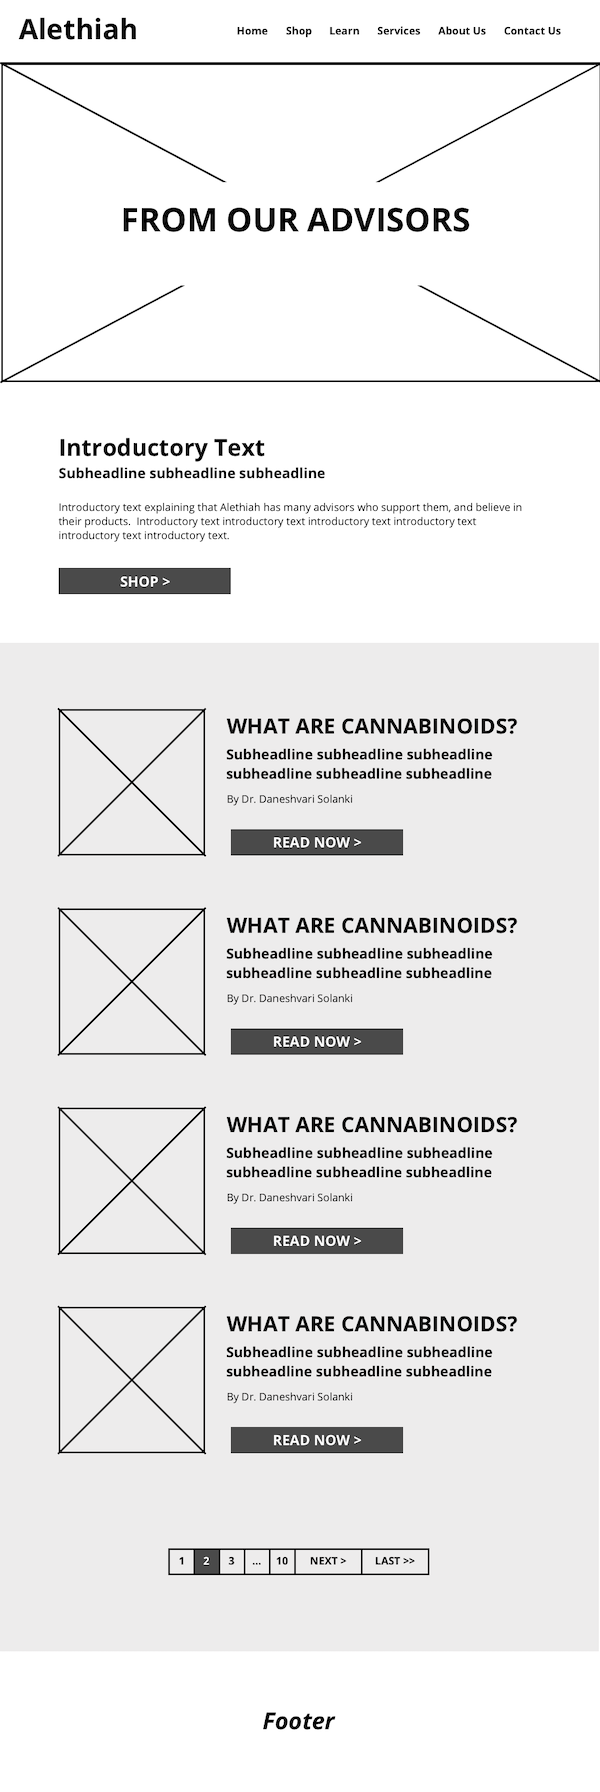 Alethiah
Home Shop Learn Services About Us Contact Us
FROM OUR ADVISORS
Introductory Text
Subheadline subheadline subheadline
Introductory text explaining that Alethiah has many advisors who support them, and believe in
their products.  Introductory text introductory text introductory text introductory text
introductory text introductory text.
SHOP >
WHAT ARE CANNABINOIDS?
Subheadline subheadline subheadline
subheadline subheadline subheadline
By Dr. Daneshvari Solanki
READ NOW >
WHAT ARE CANNABINOIDS?
Subheadline subheadline subheadline
subheadline subheadline subheadline
By Dr. Daneshvari Solanki
READ NOW >
WHAT ARE CANNABINOIDS?
Subheadline subheadline subheadline
subheadline subheadline subheadline
By Dr. Daneshvari Solanki
READ NOW >
WHAT ARE CANNABINOIDS?
Subheadline subheadline subheadline
subheadline subheadline subheadline
By Dr. Daneshvari Solanki
READ NOW >
1 2 3 ... 10 NEXT > LAST >>
Footer